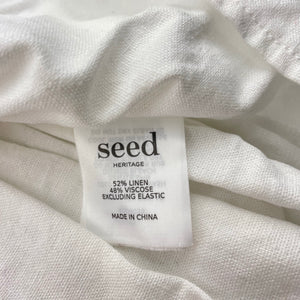 seed
HERITAGE
52% LINEN
48% VISCOSE
EXCLUDING ELASTIC
MADE IN CHINA